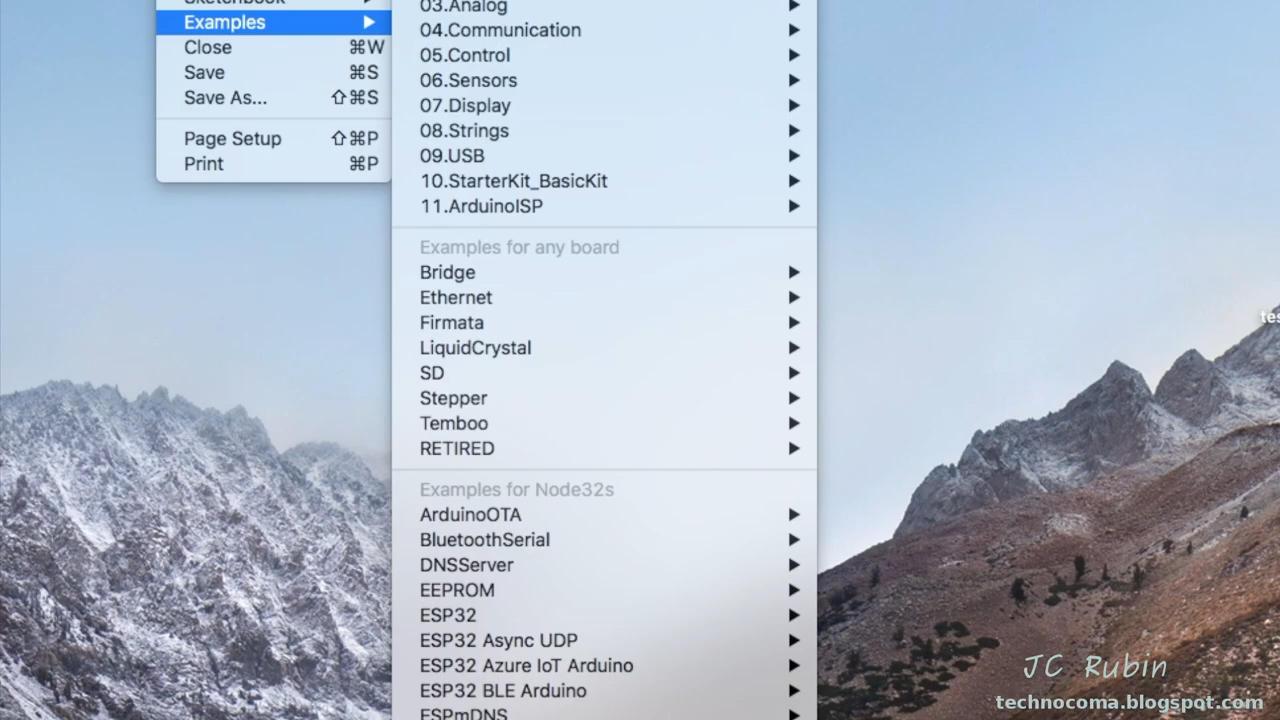 Sketchbook
Examples
Close ⌘W
Save ⌘S
Save As... ⇧⌘S
Page Setup ⇧⌘P
Print ⌘P
03.Analog
04.Communication
05.Control
06.Sensors
07.Display
08.Strings
09.USB
10.StarterKit_BasicKit
11.ArduinoISP
Examples for any board
Bridge
Ethernet
Firmata
LiquidCrystal
SD
Stepper
Temboo
RETIRED
Examples for Node32s
ArduinoOTA
BluetoothSerial
DNSServer
EEPROM
ESP32
ESP32 Async UDP
ESP32 Azure IoT Arduino
ESP32 BLE Arduino
ESPmDNS
JC Rubin
technocoma.blogspot.com